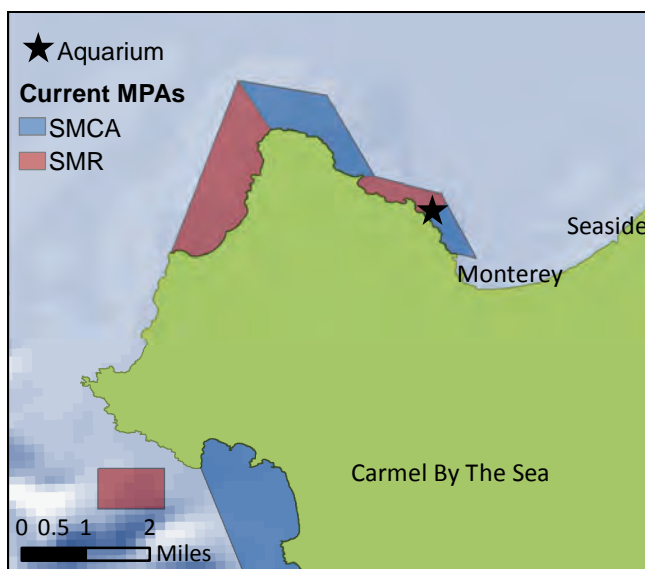 Aquarium
Current MPAs
SMCA
SMR
Seaside
Monterey
Carmel By The Sea
0 0.5 1 2
Miles